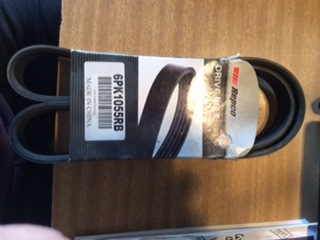 Repco
DRIVE
6PK1055RB
MADE IN CHINA